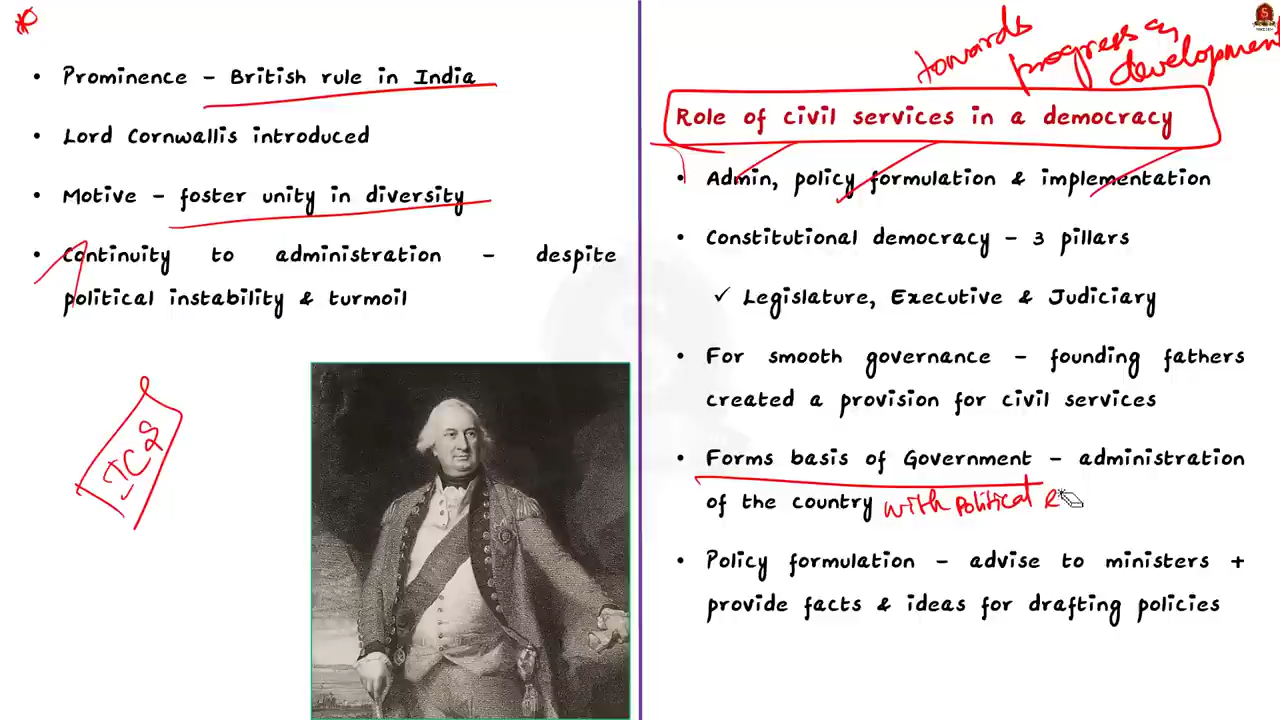 • Prominence – British rule in India
• Lord Cornwallis introduced
• Motive – foster unity in diversity
• Continuity to administration – despite
political instability & turmoil
ICS
towards
progress
development
Role of civil services in a democracy
• Admin, policy formulation & implementation
• Constitutional democracy – 3 pillars
✓ Legislature, Executive & Judiciary
• For smooth governance – founding fathers
created a provision for civil services
• Forms basis of Government – administration
of the country with political
• Policy formulation – advise to ministers +
provide facts & ideas for drafting policies